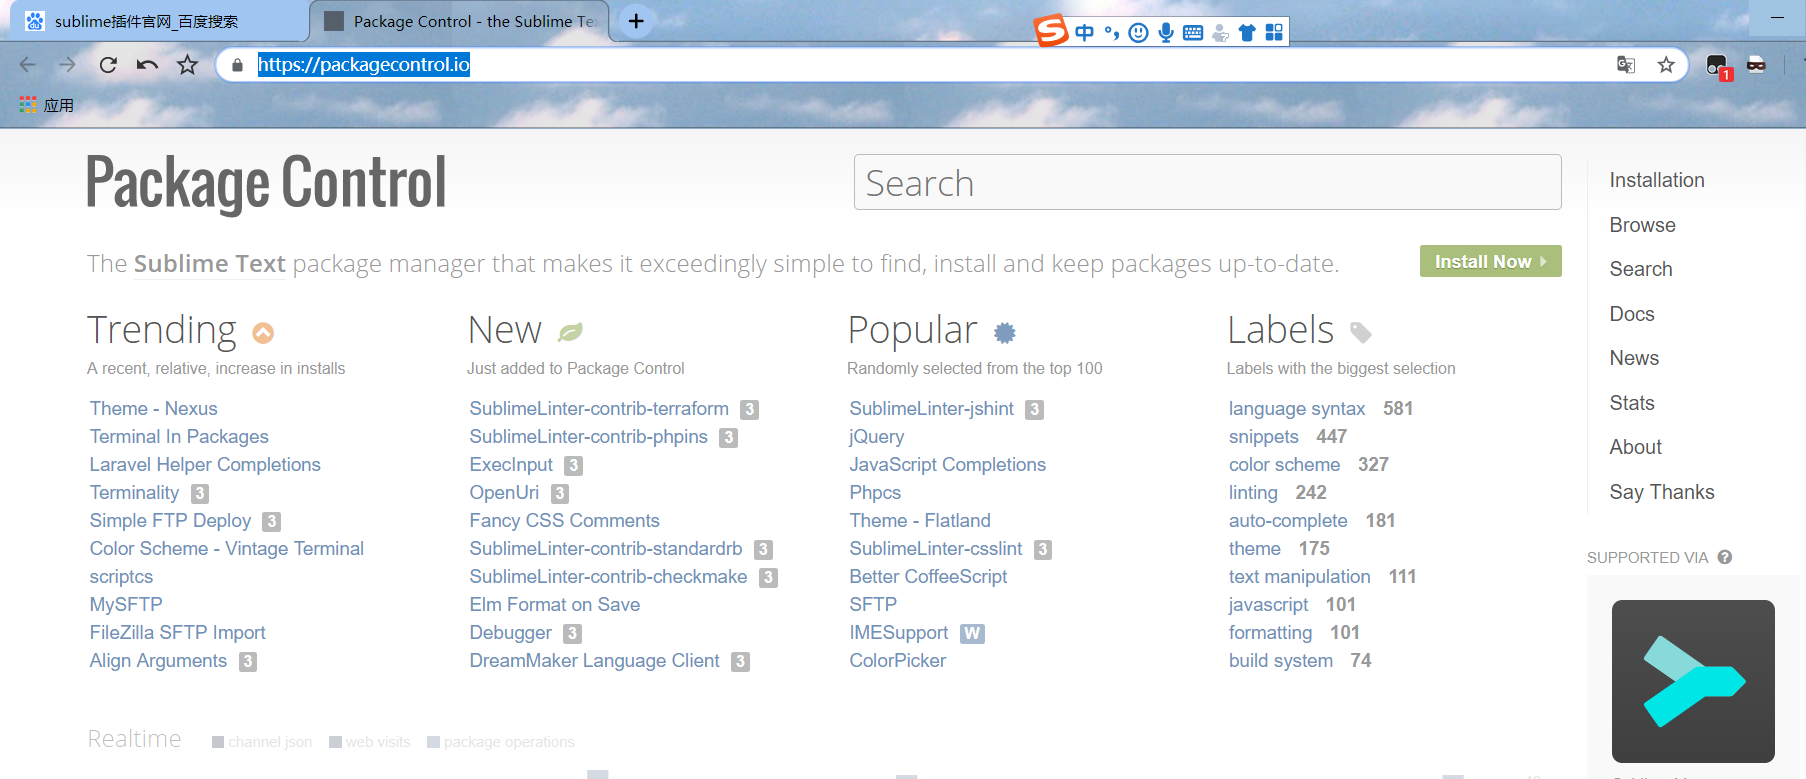 sublime插件官网_百度搜索
Package Control - the Sublime Te
中
https://packagecontrol.io
1
应用
Package Control
Search
The Sublime Text package manager that makes it exceedingly simple to find, install and keep packages up-to-date.
Install Now
Trending
A recent, relative, increase in installs
Theme - Nexus
Terminal In Packages
Laravel Helper Completions
Terminality 3
Simple FTP Deploy 3
Color Scheme - Vintage Terminal
scriptcs
MySFTP
FileZilla SFTP Import
Align Arguments 3
New
Just added to Package Control
SublimeLinter-contrib-terraform 3
SublimeLinter-contrib-phpins 3
ExecInput 3
OpenUri 3
Fancy CSS Comments
SublimeLinter-contrib-standardrb 3
SublimeLinter-contrib-checkmake 3
Elm Format on Save
Debugger 3
DreamMaker Language Client 3
Popular
Randomly selected from the top 100
SublimeLinter-jshint 3
jQuery
JavaScript Completions
Phpcs
Theme - Flatland
SublimeLinter-csslint 3
Better CoffeeScript
SFTP
IMESupport W
ColorPicker
Labels
Labels with the biggest selection
language syntax 581
snippets 447
color scheme 327
linting 242
auto-complete 181
theme 175
text manipulation 111
javascript 101
formatting 101
build system 74
Installation
Browse
Search
Docs
News
Stats
About
Say Thanks
SUPPORTED VIA ?
Realtime
channel json
web visits
package operations